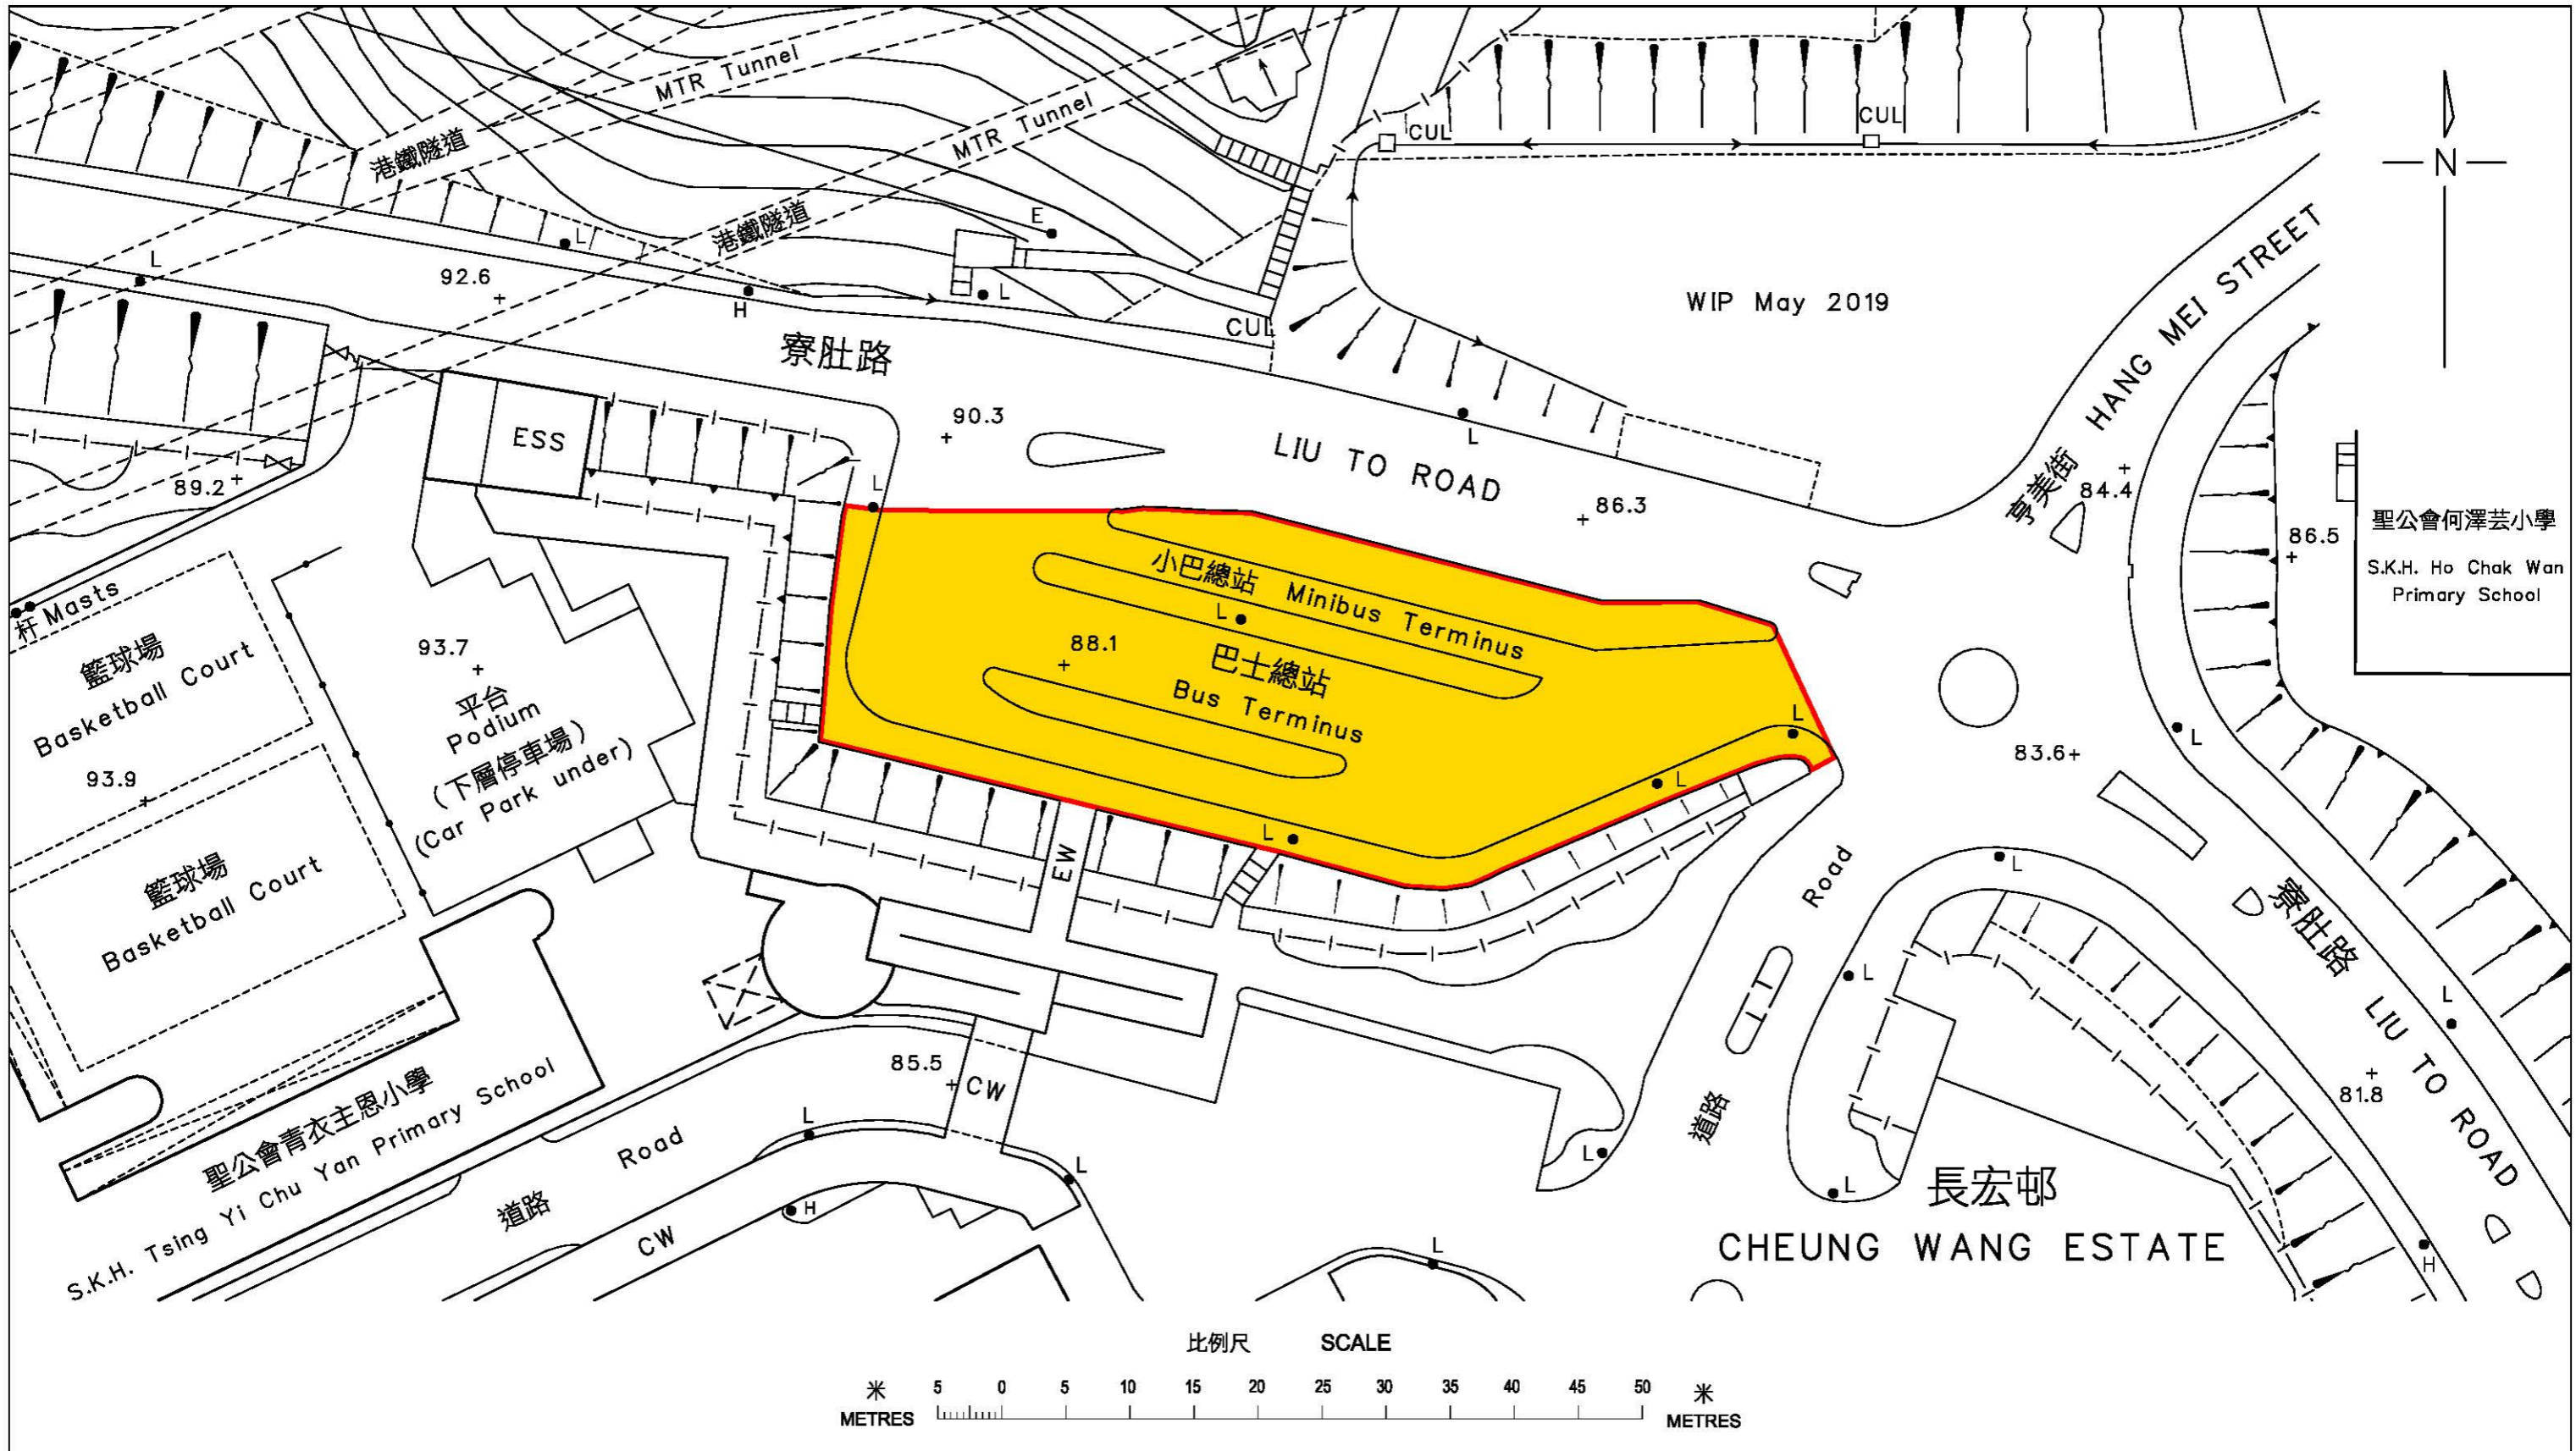 MTR Tunnel
MTR Tunnel
港鐵隧道
港鐵隧道
CUL
CUL
N
E
L
L
L
92.6
H
CUL
WIP May 2019
亨美街 HANG MEI STREET
寮肚路
90.3
LIU TO ROAD
L
ESS
89.2
L
86.3
84.4
86.5
聖公會何澤芸小學
S.K.H. Ho Chak Wan
Primary School
杆 Masts
籃球場
Basketball Court
93.7
平台
Podium
(下層停車場)
(Car Park under)
小巴總站 Minibus Terminus
L
88.1
巴士總站
Bus Terminus
L
L
L
L
83.6
93.9
籃球場
Basketball Court
EW
Road
道路
L
L
L
寮肚路 LIU TO ROAD
L
81.8
85.5
CW
聖公會青衣主恩小學
S.K.H. Tsing Yi Chu Yan Primary School
道路 Road
L
L
H
CW
L
L
L
H
長宏邨
CHEUNG WANG ESTATE
比例尺 SCALE
米 5 0 5 10 15 20 25 30 35 40 45 50 米
METRES METRES